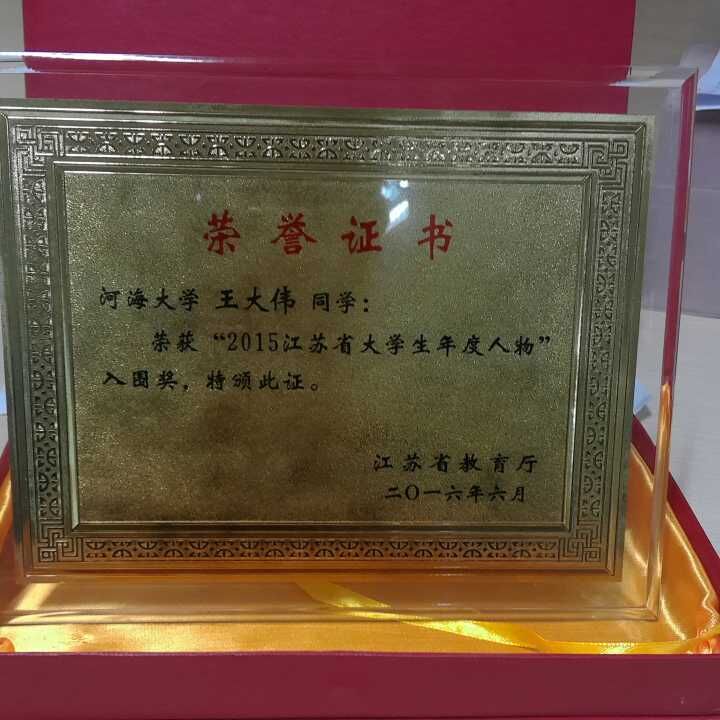 荣誉证书
河海大学 王大伟 同学：
荣获“2015江苏省大学生年度人物”
入围奖，特颁此证。
江苏省教育厅
二〇一六年六月